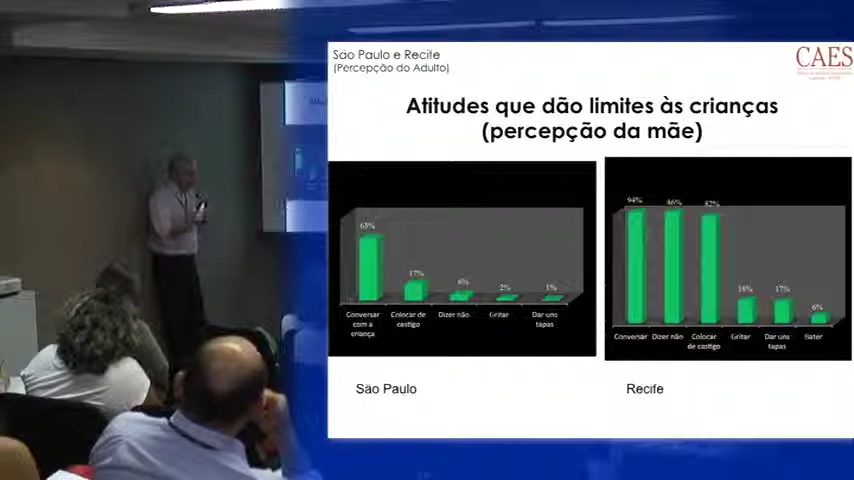 São Paulo e Recife
(Percepção do Adulto)
CAES
Atitudes que dão limites às crianças
(percepção da mãe)
63%
17%
6%
2%
1%
Conversar
com a
criança
Colocar de
castigo
Dizer não
Gritar
Dar uns
tapas
94%
86%
82%
16%
17%
6%
Conversar
Dizer não
Colocar
de castigo
Gritar
Dar uns
tapas
Bater
São Paulo
Recife